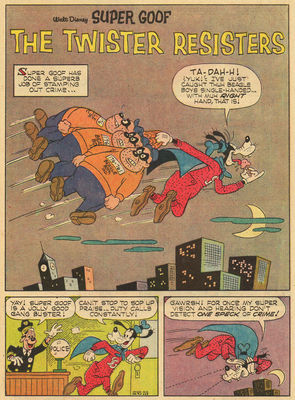 Walt Disney SUPER GOOF
THE TWISTER RESISTERS
SUPER GOOF HAS
DONE A SUPERB
JOB OF STAMPING
OUT CRIME...
TA-DAH-H!
(YUK!) I'VE JUST
CAUGHT THUH BEAGLE
BOYS SINGLE-HANDED...
WITH MUH RIGHT
HAND, THAT IS!
YAY! SUPER GOOF
IS A JOLLY GOOD
GANG BUSTER!
POLICE
CAN'T STOP TO SOP UP
PRAISE... DUTY CALLS
CONSTANTLY!
GAWRSH! FOR ONCE MY SUPER
VISION AND HEARING DON'T
DETECT ONE SPECK OF CRIME!